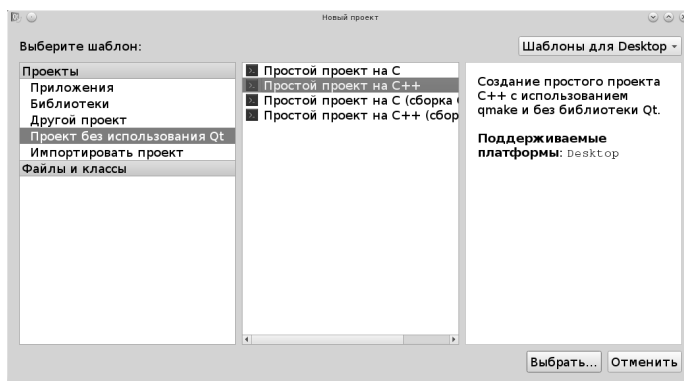 Новый проект
Выберите шаблон:
Шаблоны для Desktop
Проекты
Приложения
Библиотеки
Другой проект
Проект без использования Qt
Импортировать проект
Файлы и классы
Простой проект на C
Простой проект на C++
Простой проект на C (сборка
Простой проект на C++ (сбор
Создание простого проекта
C++ с использованием
qmake и без библиотеки Qt.
Поддерживаемые
платформы: Desktop
Выбрать...
Отменить